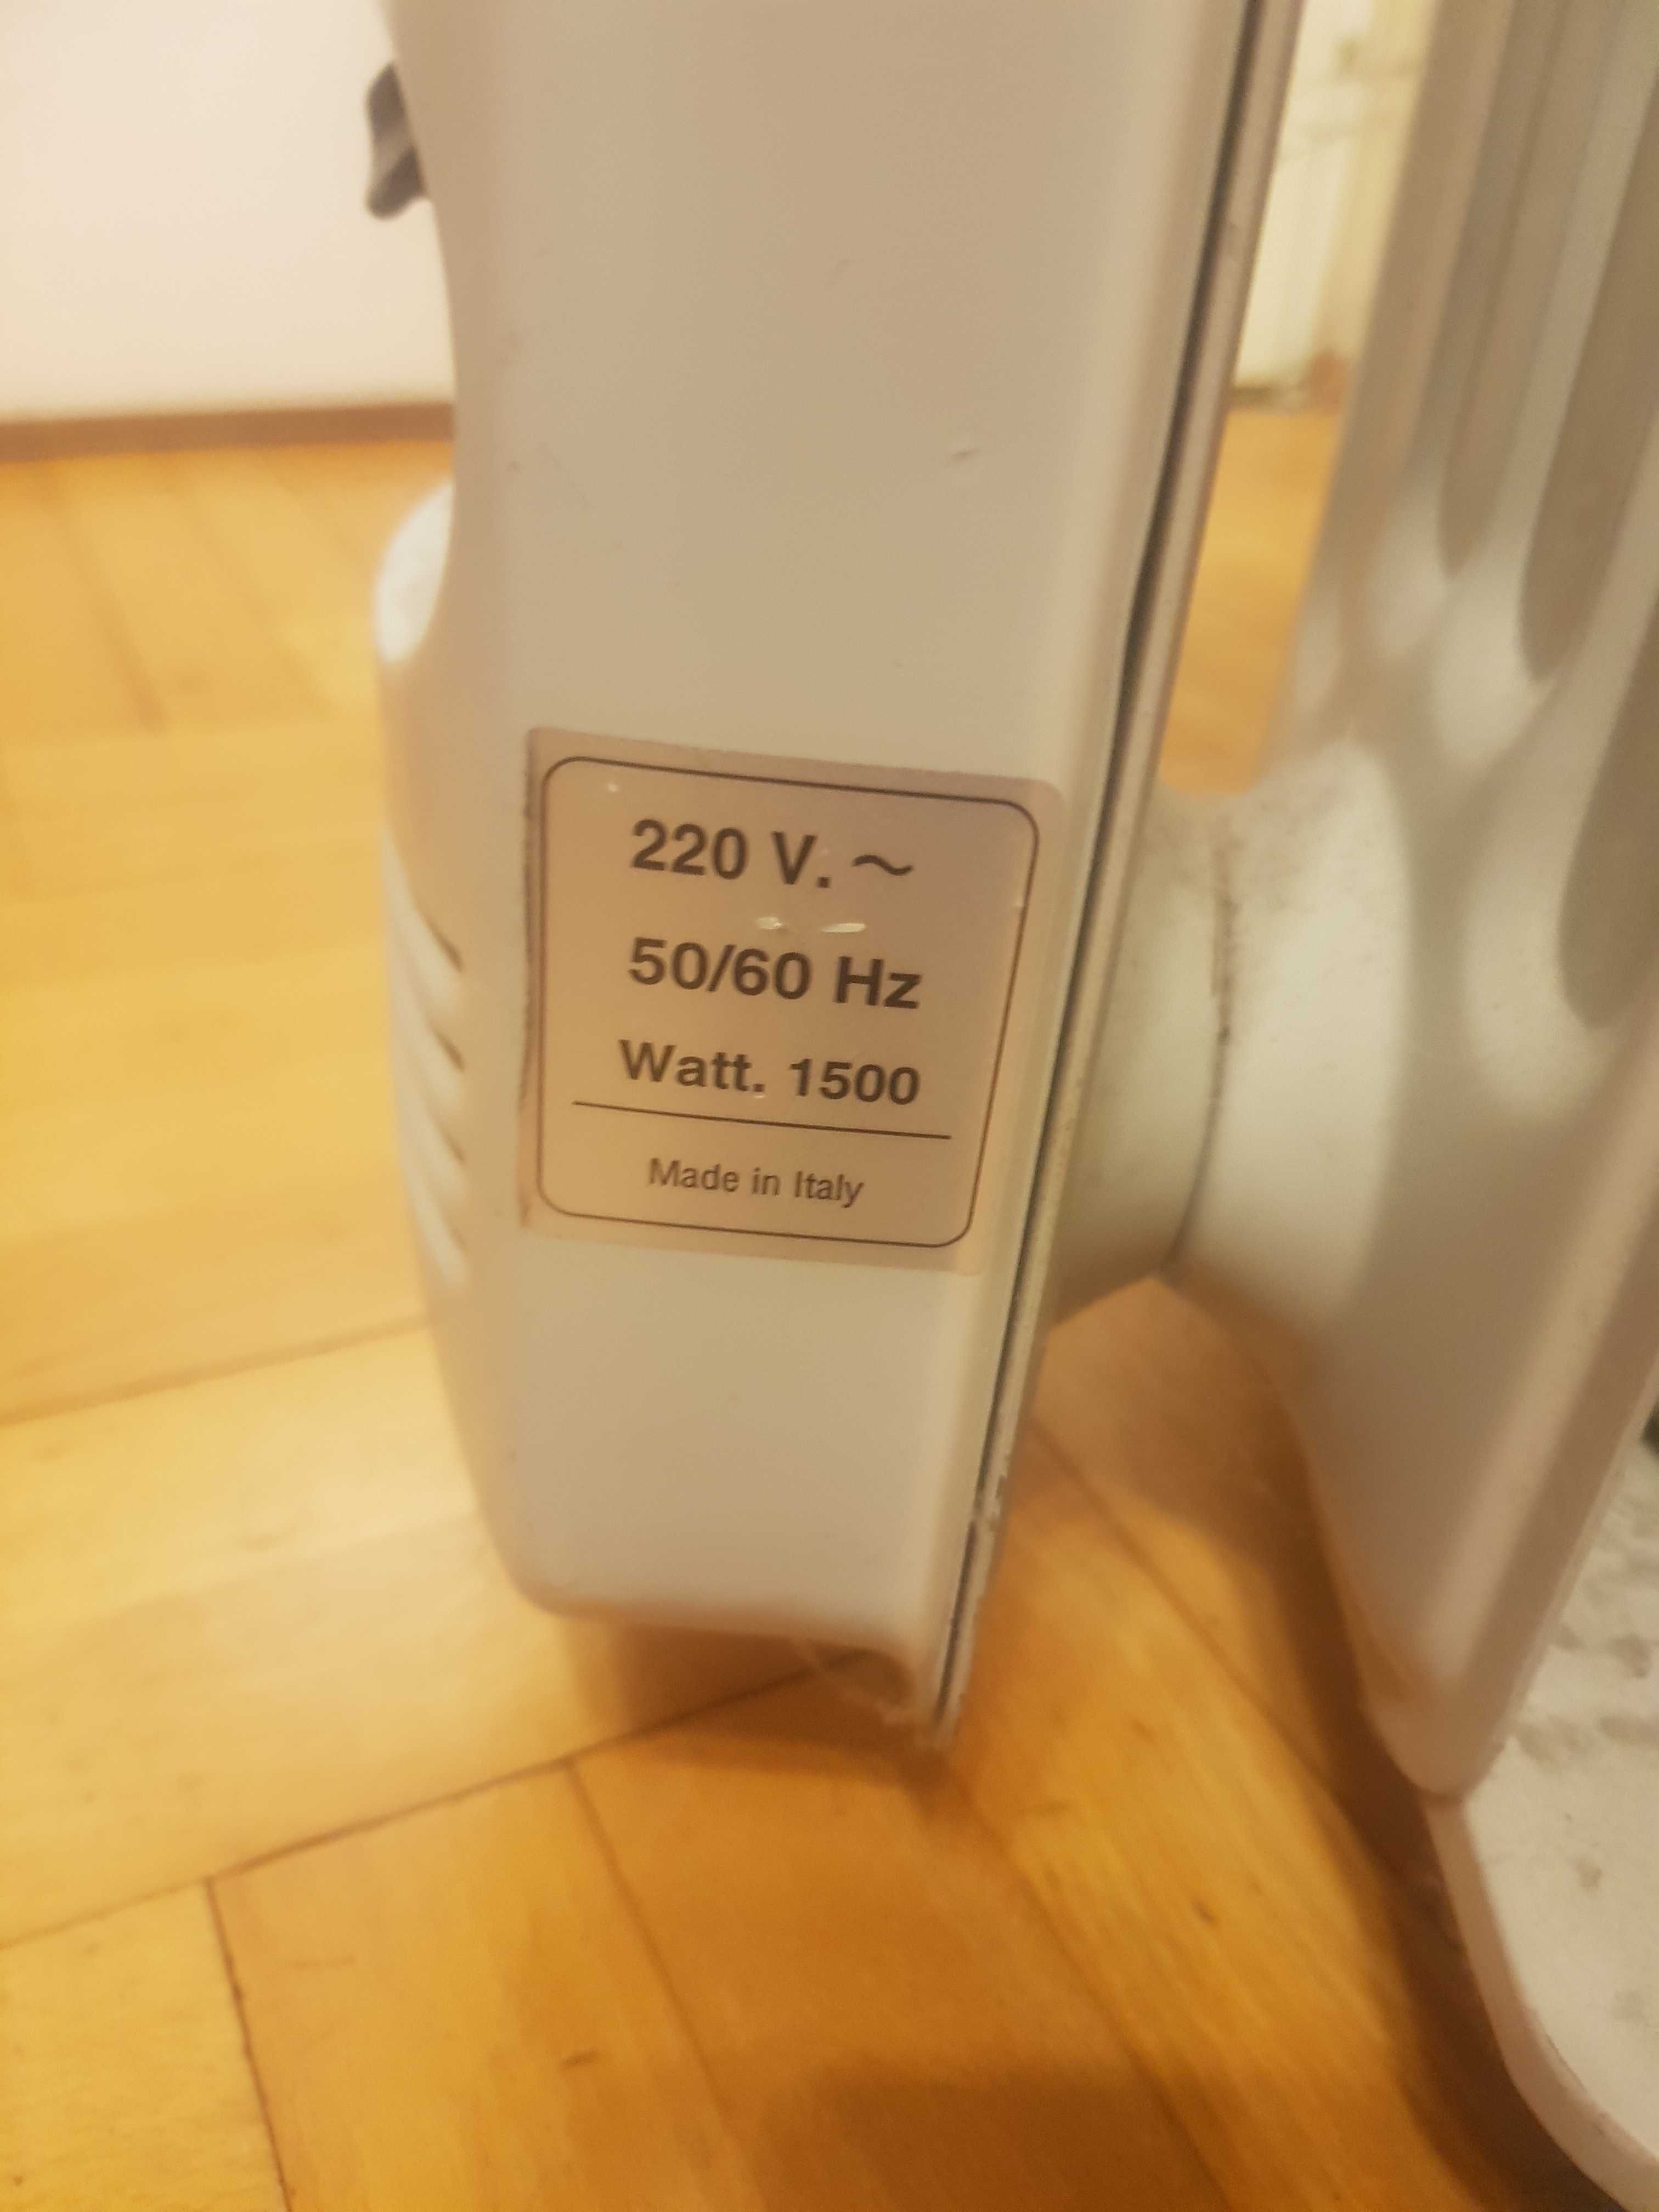 220 V. ~
50/60 Hz
Watt. 1500
Made in Italy